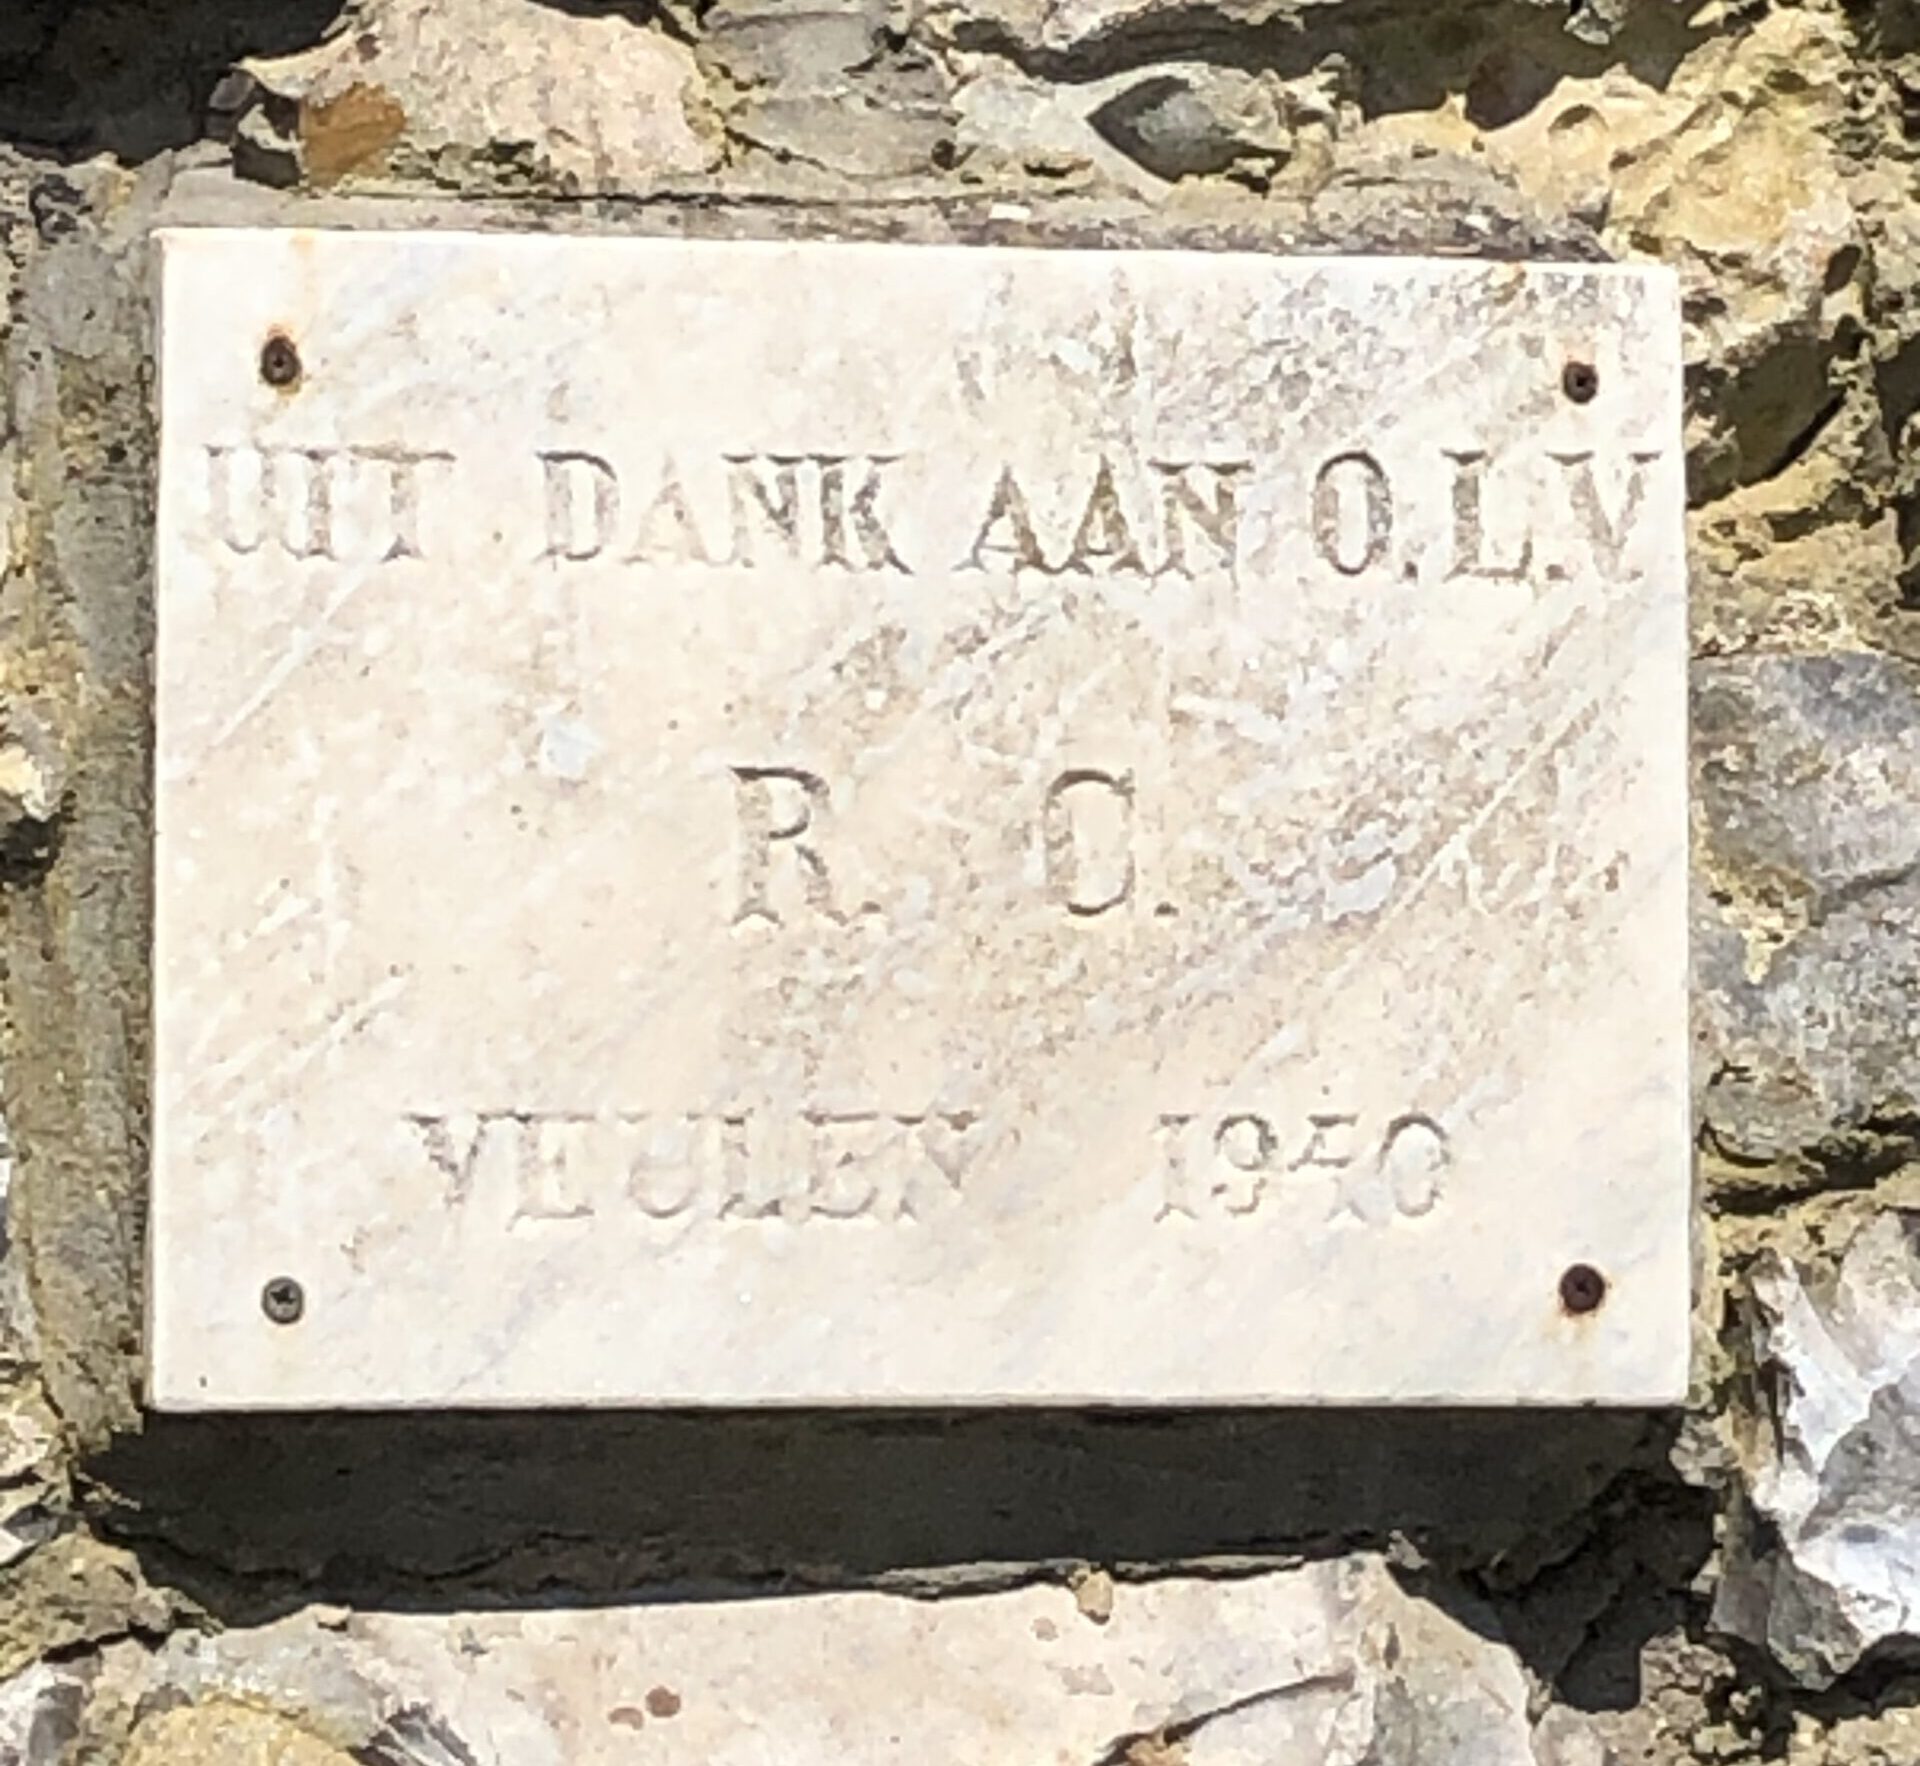 UIT DANK AAN O.L.V
R. O.
VEULEN 1940